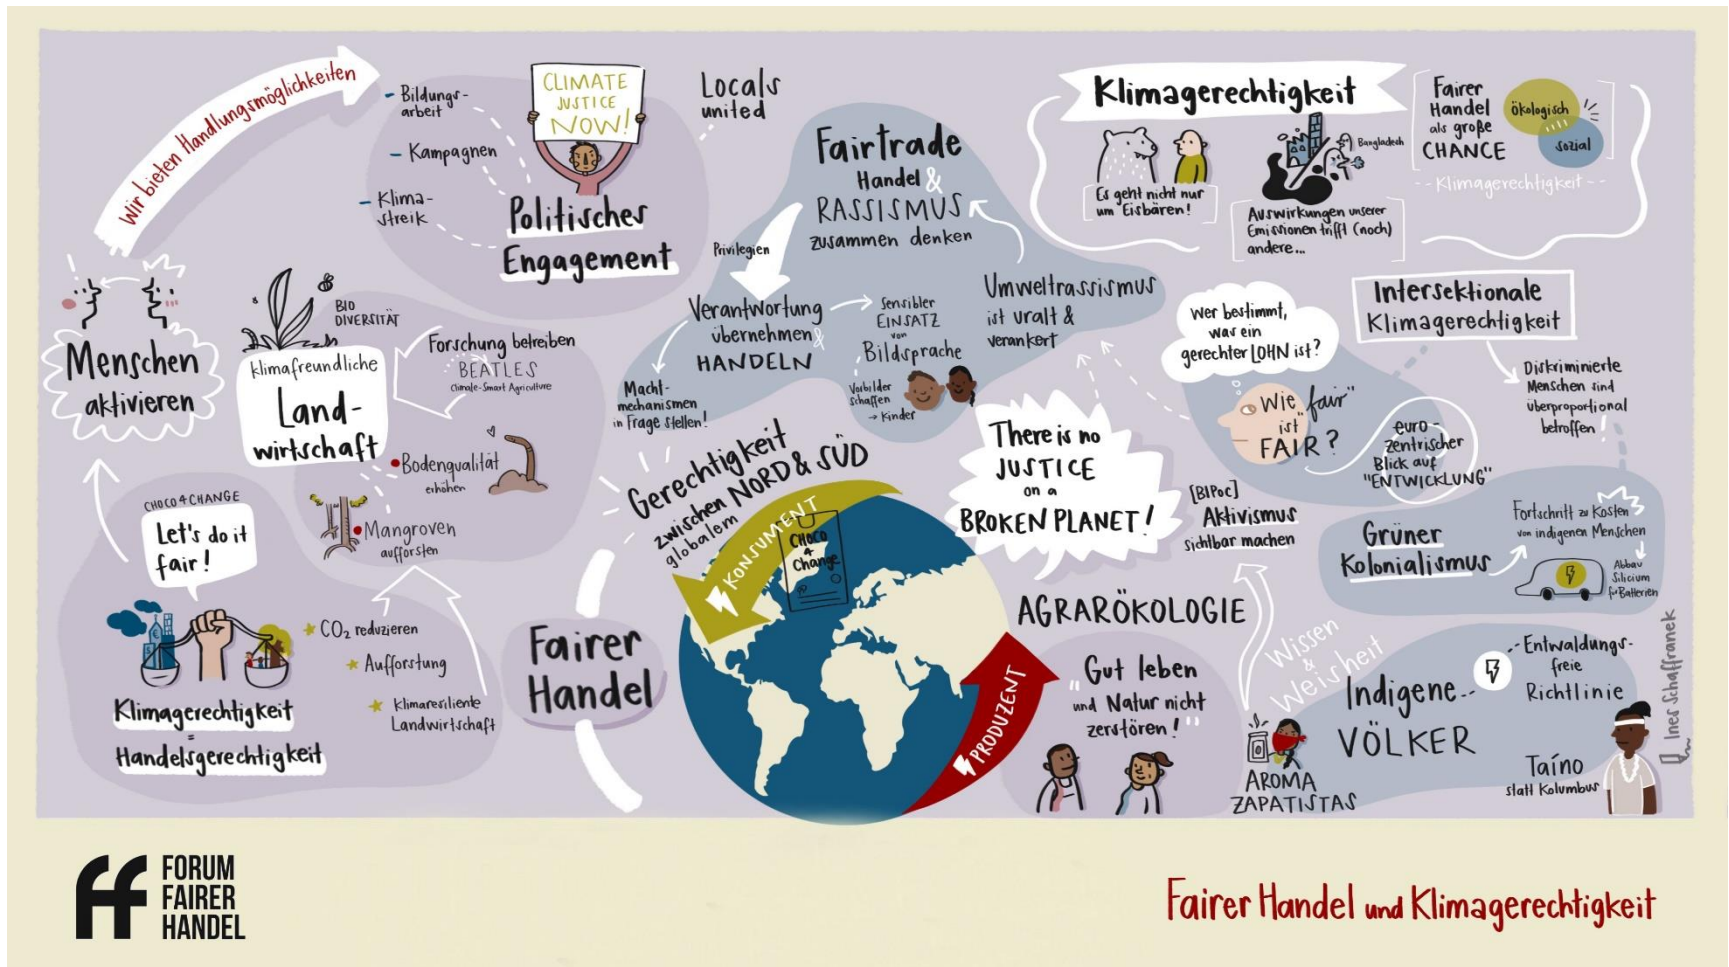 Wir bieten Handlungsmöglichkeiten
- Bildungs-
arbeit
- Kampagnen
- Klima-
streik
CLIMATE
JUSTICE
NOW!
Politisches
Engagement
Locals
united
Menschen
aktivieren
BIO
DIVERSITÄT
klimafreundliche
Land-
wirtschaft
Forschung betreiben
BEATLES
Climate-Smart Agriculture
Bodenqualität
erhöhen
Mangroven
aufforsten
CHOCO4CHANGE
Let's do it
fair!
€
CO₂ reduzieren
Aufforstung
klimaresiliente
Landwirtschaft
Klimagerechtigkeit
=
Handelsgerechtigkeit
Fairtrade
Handel &
RASSISMUS
zusammen denken
Privilegien
Verantwortung
übernehmen &
HANDELN
Macht-
mechanismen
in Frage stellen!
Sensibler
EINSATZ
von
Bildsprache
Vorbilder
schaffen
→ Kinder
Umweltrassismus
ist uralt &
verankert
Klimagerechtigkeit
Es geht nicht nur
um Eisbären!
Bangladesch
Auswirkungen unserer
Emissionen trifft (noch)
andere...
Fairer
Handel
als große
CHANCE
ökologisch
sozial
-- Klimagerechtigkeit --
Wer bestimmt,
was ein
gerechter LOHN ist?
Wie "fair"
ist
FAIR?
euro-
zentrischer
Blick auf
"ENTWICKLUNG"
Intersektionale
Klimagerechtigkeit
Diskriminierte
Menschen sind
überproportional
betroffen!
Gerechtigkeit
zwischen NORD & SÜD
globalem
KONSUMENT
CHOCO
4
Change
Fairer
Handel
PRODUZENT
There is no
JUSTICE
on a
BROKEN PLANET!
[BIPoC]
Aktivismus
sichtbar machen
Grüner
Kolonialismus
Fortschritt zu Kosten
von indigenen Menschen
Abbau
Silicium
für Batterien
AGRARÖKOLOGIE
"Gut leben
und Natur nicht
zerstören!"
Wissen
&
Weisheit
AROMA
ZAPATISTAS
Indigene
VÖLKER
Entwaldungs-
freie
Richtlinie
Taíno
statt Kolumbus
Ines Schaffranek
FORUM
FAIRER
HANDEL
Fairer Handel und Klimagerechtigkeit